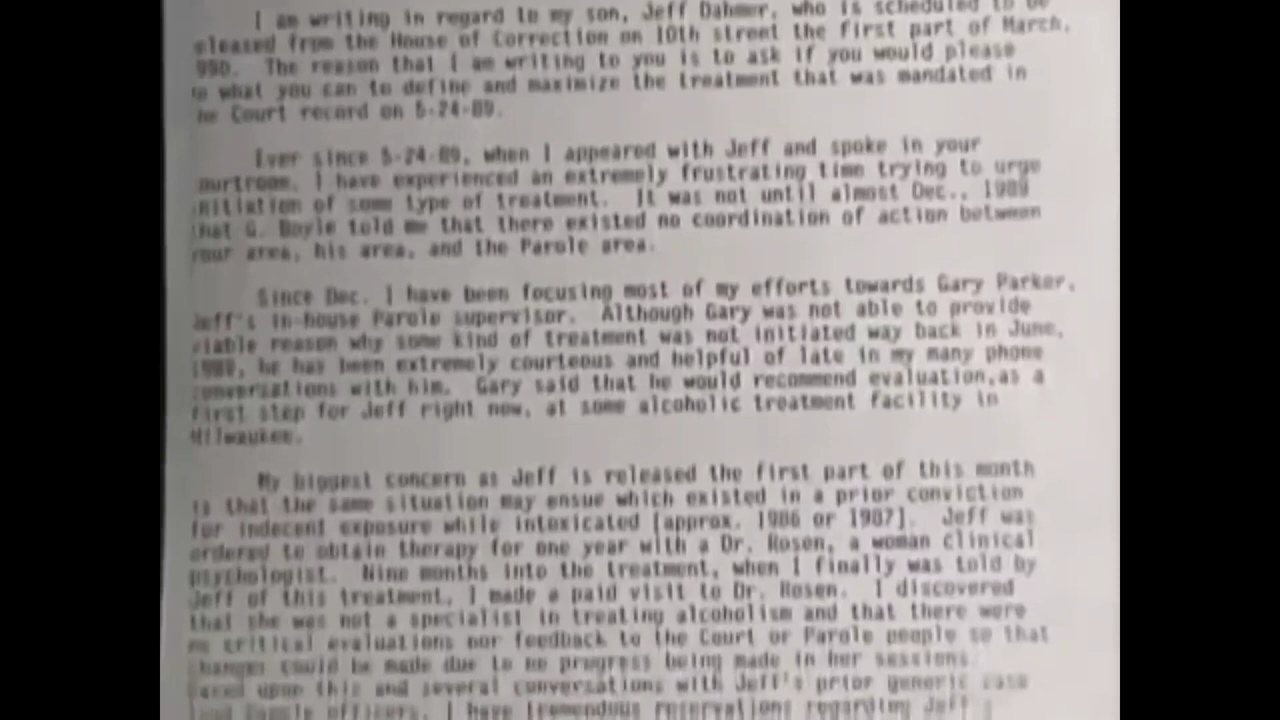 I am writing in regard to my son, Jeff Dahmer, who is scheduled to be
eleased from the House of Correction on 10th street the first part of March,
990. The reason that I am writing to you is to ask if you would please
o what you can to define and maximize the treatment that was mandated in
he Court record on 5-24-89.
Ever since 5-24-89, when I appeared with Jeff and spoke in your
ourtroom, I have experienced an extremely frustrating time trying to urge
nitiation of some type of treatment. It was not until almost Dec., 1989
hat G. Boyle told me that there existed no coordination of action between
our area, his area, and the Parole area.
Since Dec. I have been focusing most of my efforts towards Gary Parker,
Jeff's in-house Parole supervisor. Although Gary was not able to provide
viable reason why some kind of treatment was not initiated way back in June,
he has been extremely courteous and helpful of late in my many phone
conversations with him. Gary said that he would recommend evaluation,as a
first step for Jeff right now, at some alcoholic treatment facility in
Milwaukee.
My biggest concern as Jeff is released the first part of this month
is that the same situation may ensue which existed in a prior conviction
for indecent exposure while intoxicated [approx. 1986 or 1987]. Jeff was
ordered to obtain therapy for one year with a Dr. Rosen, a woman clinical
psychologist. Nine months into the treatment, when I finally was told by
Jeff of this treatment, I made a paid visit to Dr. Rosen. I discovered
that she was not a specialist in treating alcoholism and that there were
no critical evaluations nor feedback to the Court or Parole people so that
changes could be made due to no progress being made in her sessions.
Based upon this and several conversations with Jeff's prior generic case
and people officers, I have tremendous reservations regarding Jeff